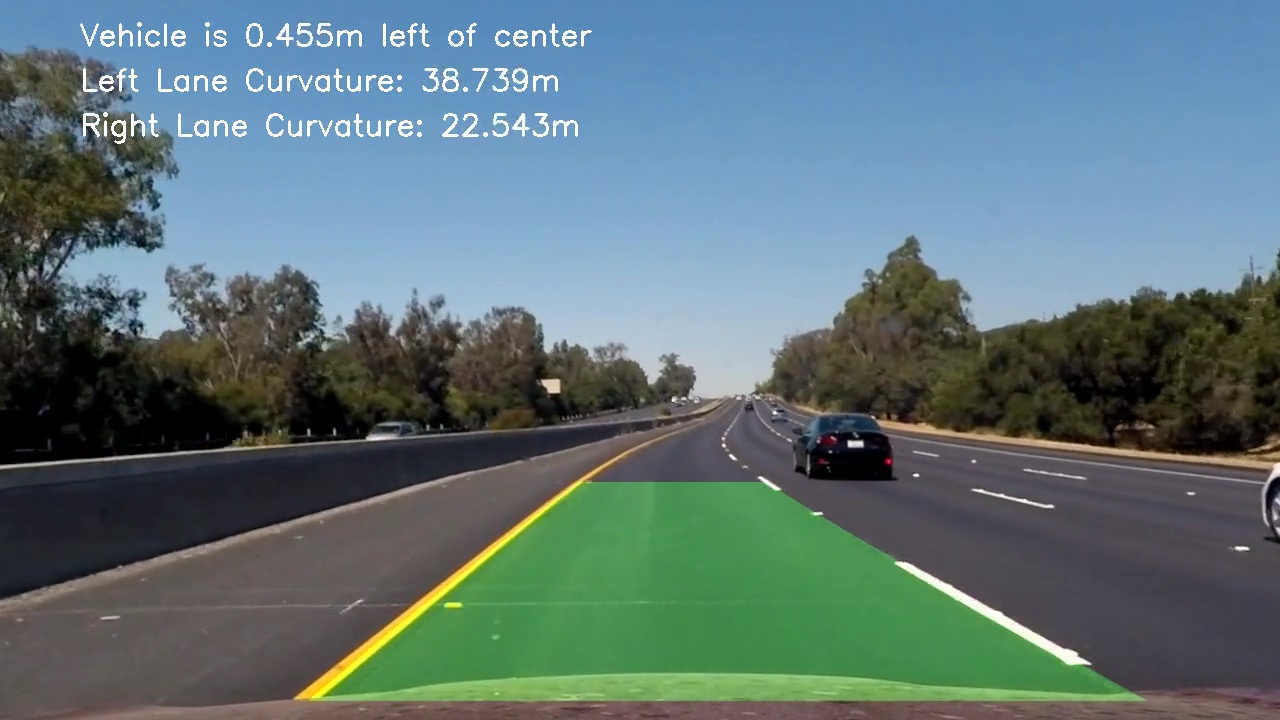 Vehicle is 0.455m left of center
Left Lane Curvature: 38.739m
Right Lane Curvature: 22.543m